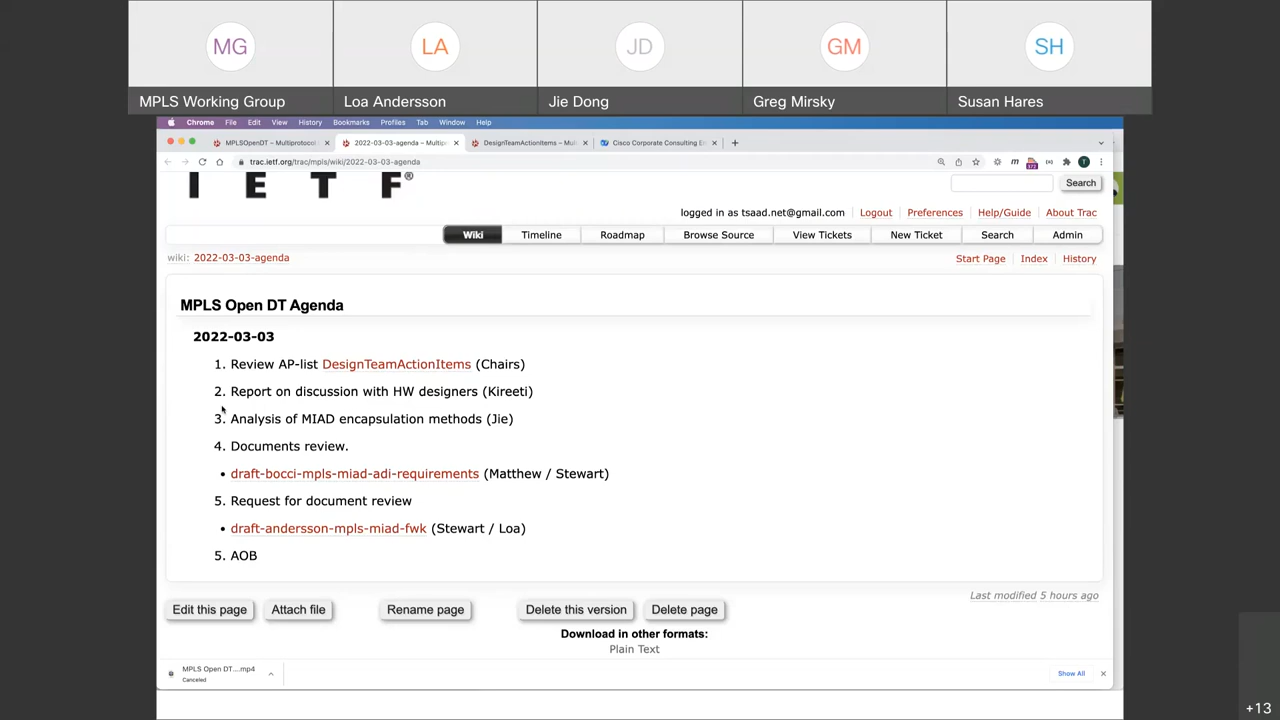 MG
LA
JD
GM
SH
MPLS Working Group
Loa Andersson
Jie Dong
Greg Mirsky
Susan Hares
Chrome File Edit View History Bookmarks Profiles Tab Window Help
MPLSOpenDT – Multiprotocol
2022-03-03-agenda – Multipr
DesignTeamActionItems – Mu
Cisco Corporate Consulting En
trac.ietf.org/trac/mpls/wiki/2022-03-03-agenda
I E T F®
Search
logged in as tsaad.net@gmail.com Logout Preferences Help/Guide About Trac
Wiki Timeline Roadmap Browse Source View Tickets New Ticket Search Admin
wiki: 2022-03-03-agenda
Start Page Index History
MPLS Open DT Agenda
2022-03-03
1. Review AP-list DesignTeamActionItems (Chairs)
2. Report on discussion with HW designers (Kireeti)
3. Analysis of MIAD encapsulation methods (Jie)
4. Documents review.
• draft-bocci-mpls-miad-adi-requirements (Matthew / Stewart)
5. Request for document review
• draft-andersson-mpls-miad-fwk (Stewart / Loa)
5. AOB
Last modified 5 hours ago
Edit this page Attach file Rename page Delete this version Delete page
Download in other formats:
Plain Text
MPLS Open DT....mp4
Canceled
Show All
+13